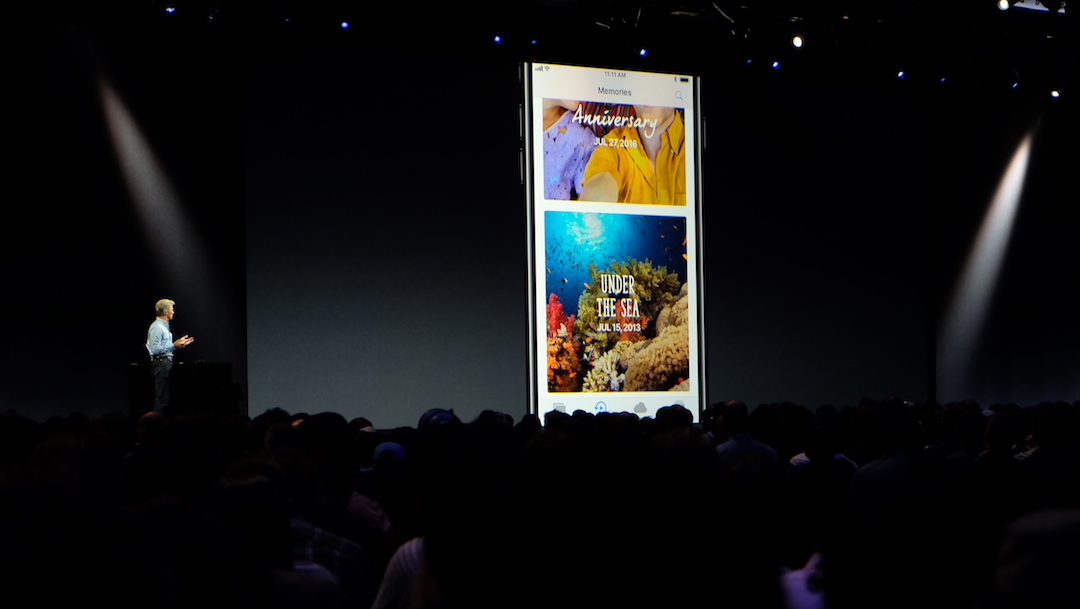 11:11 AM
Memories
Anniversary
JUL 27, 2016
UNDER
THE SEA
JUL 15, 2013